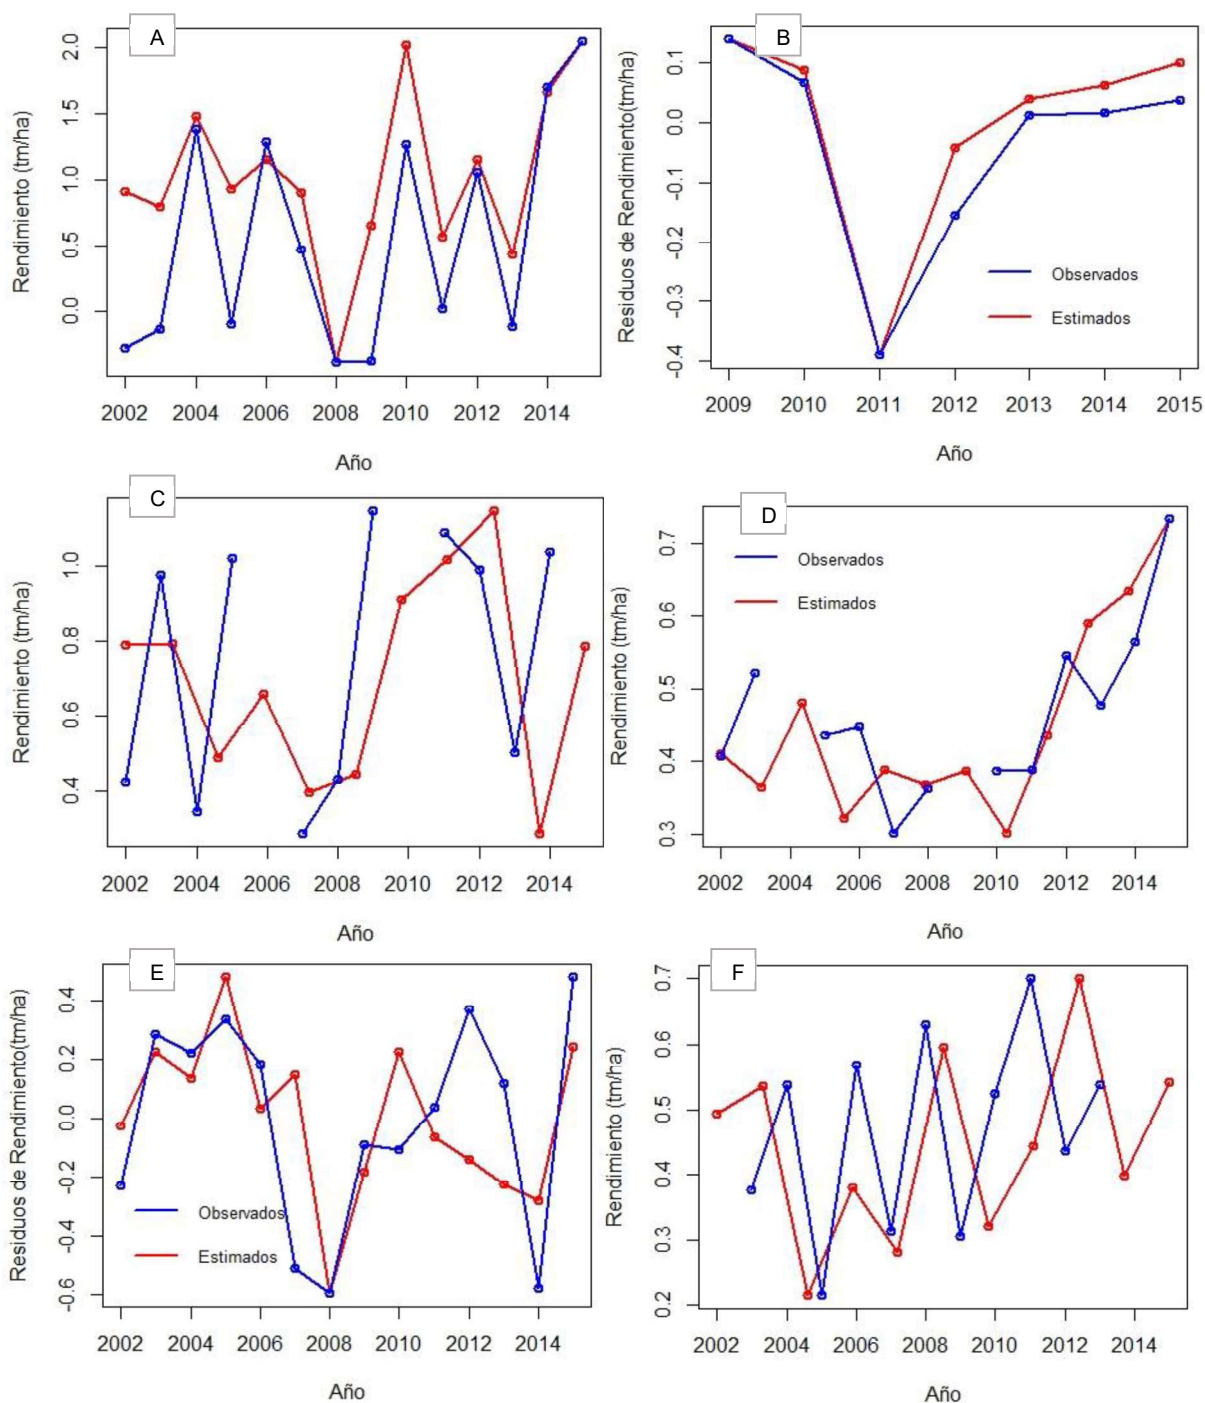 A
Rendimiento (tm/ha)
2.0
1.5
1.0
0.5
0.0
2002 2004 2006 2008 2010 2012 2014
Año
B
Residuos de Rendimiento(tm/ha)
0.1
0.0
-0.1
-0.2
-0.3
-0.4
Observados
Estimados
2009 2010 2011 2012 2013 2014 2015
Año
C
Rendimiento (tm/ha)
1.0
0.8
0.6
0.4
2002 2004 2006 2008 2010 2012 2014
Año
D
Rendimiento (tm/ha)
0.7
0.6
0.5
0.4
0.3
Observados
Estimados
2002 2004 2006 2008 2010 2012 2014
Año
E
Residuos de Rendimiento(tm/ha)
0.4
0.2
0.0
-0.2
-0.4
-0.6
Observados
Estimados
2002 2004 2006 2008 2010 2012 2014
Año
F
Rendimiento (tm/ha)
0.7
0.6
0.5
0.4
0.3
0.2
2002 2004 2006 2008 2010 2012 2014
Año